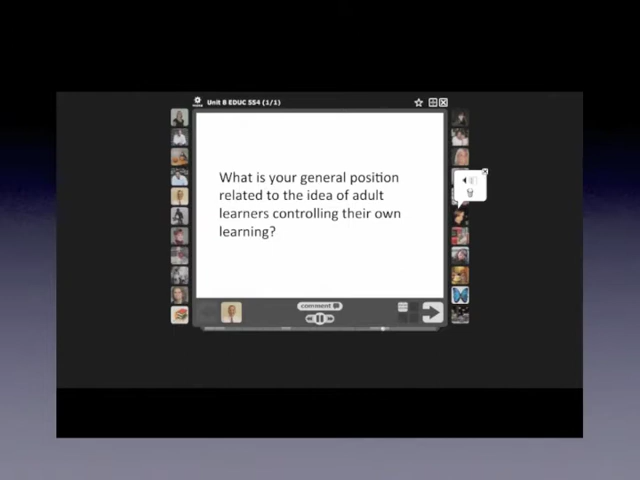 Unit 8 EDUC 554 (1/1)
What is your general position
related to the idea of adult
learners controlling their own
learning?
comment